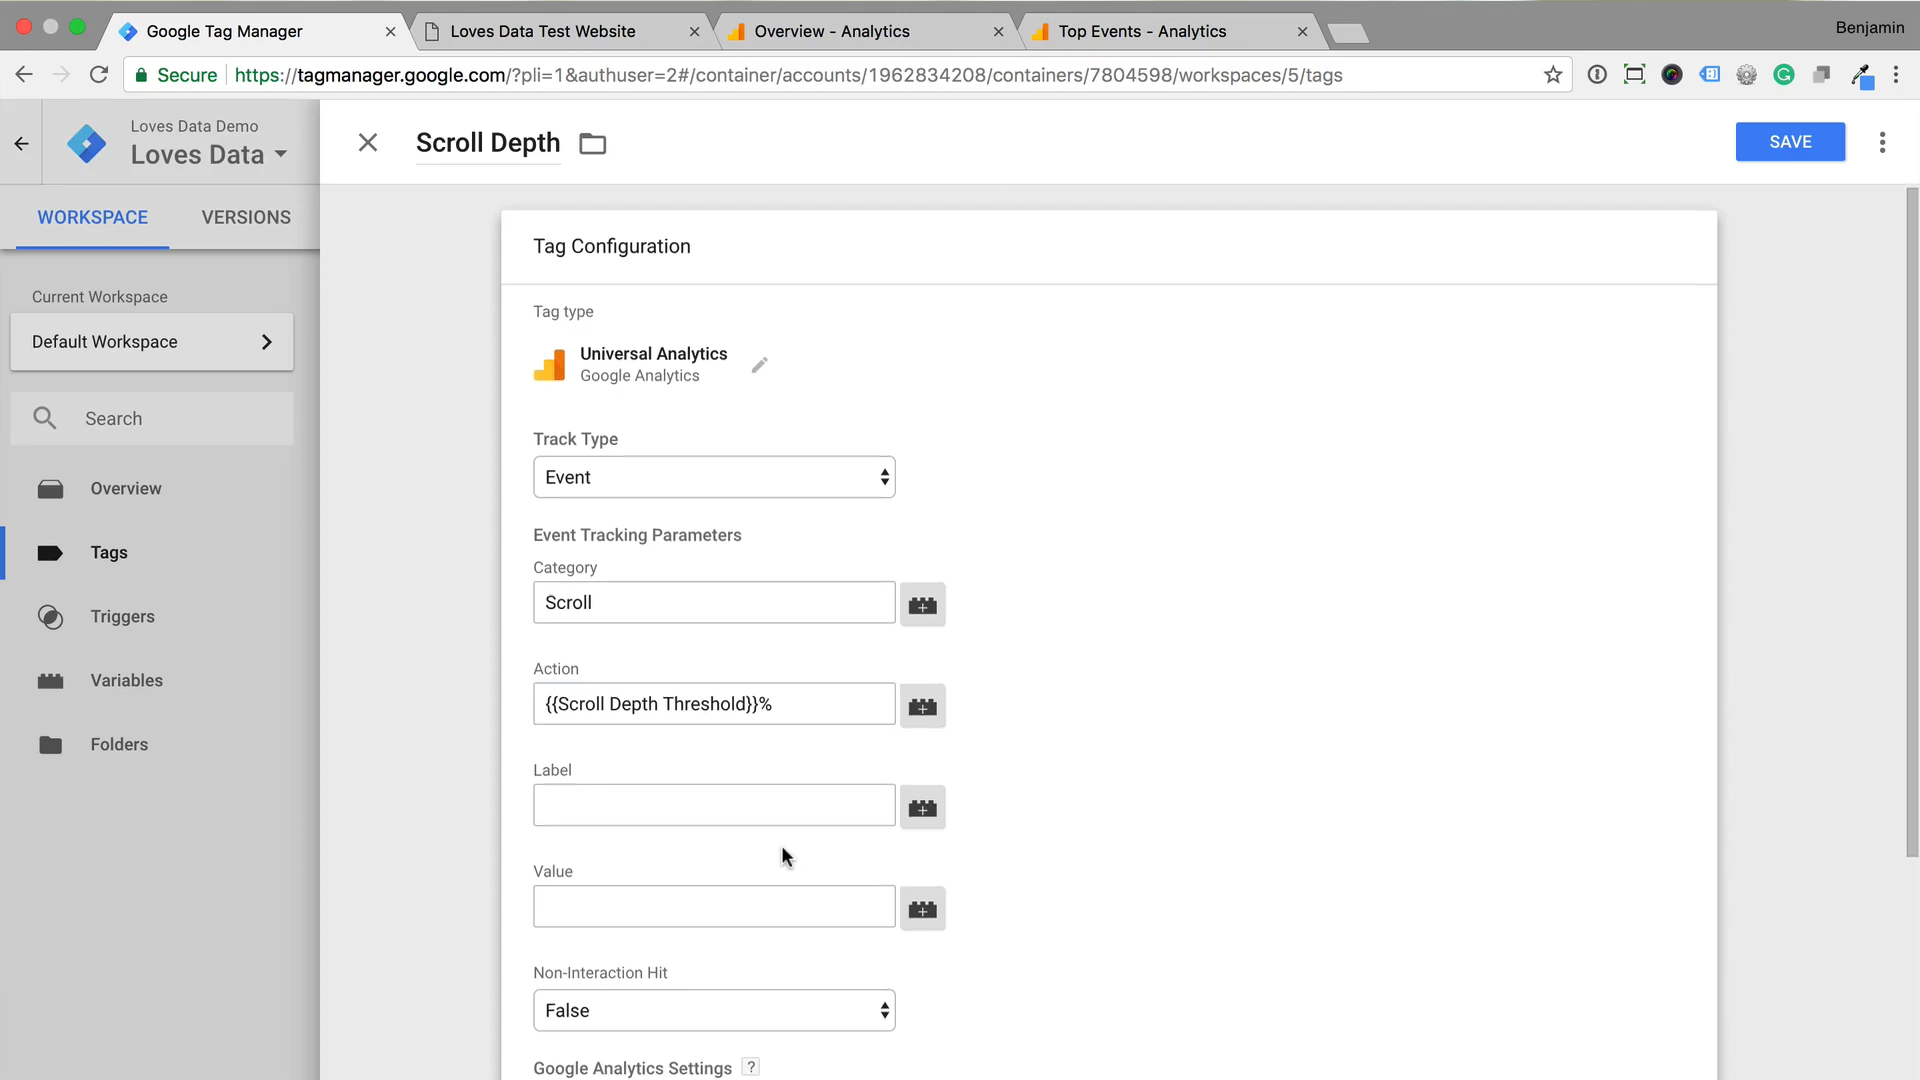 Google Tag Manager
Loves Data Test Website
Overview - Analytics
Top Events - Analytics
Benjamin
Secure
https://tagmanager.google.com/?pli=1&authuser=2#/container/accounts/1962834208/containers/7804598/workspaces/5/tags
Loves Data Demo
Loves Data
Scroll Depth
SAVE
WORKSPACE
VERSIONS
Current Workspace
Default Workspace
Search
Overview
Tags
Triggers
Variables
Folders
Tag Configuration
Tag type
Universal Analytics
Google Analytics
Track Type
Event
Event Tracking Parameters
Category
Scroll
Action
{{Scroll Depth Threshold}}%
Label
Value
Non-Interaction Hit
False
Google Analytics Settings ?